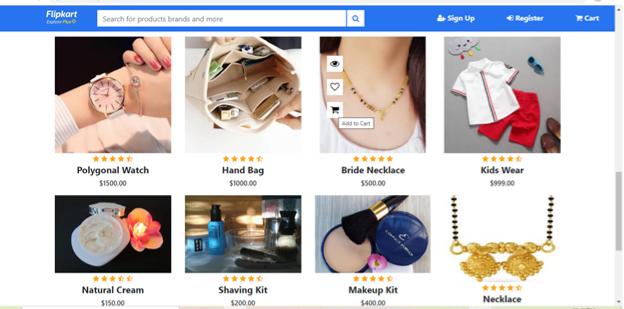 Flipkart
Explore Plus
Search for products brands and more
Sign Up
Register
Cart
Add to Cart
Polygonal Watch
$1500.00
Hand Bag
$1000.00
Bride Necklace
$500.00
Kids Wear
$999.00
Natural Cream
$150.00
Shaving Kit
$200.00
Makeup Kit
$400.00
Necklace